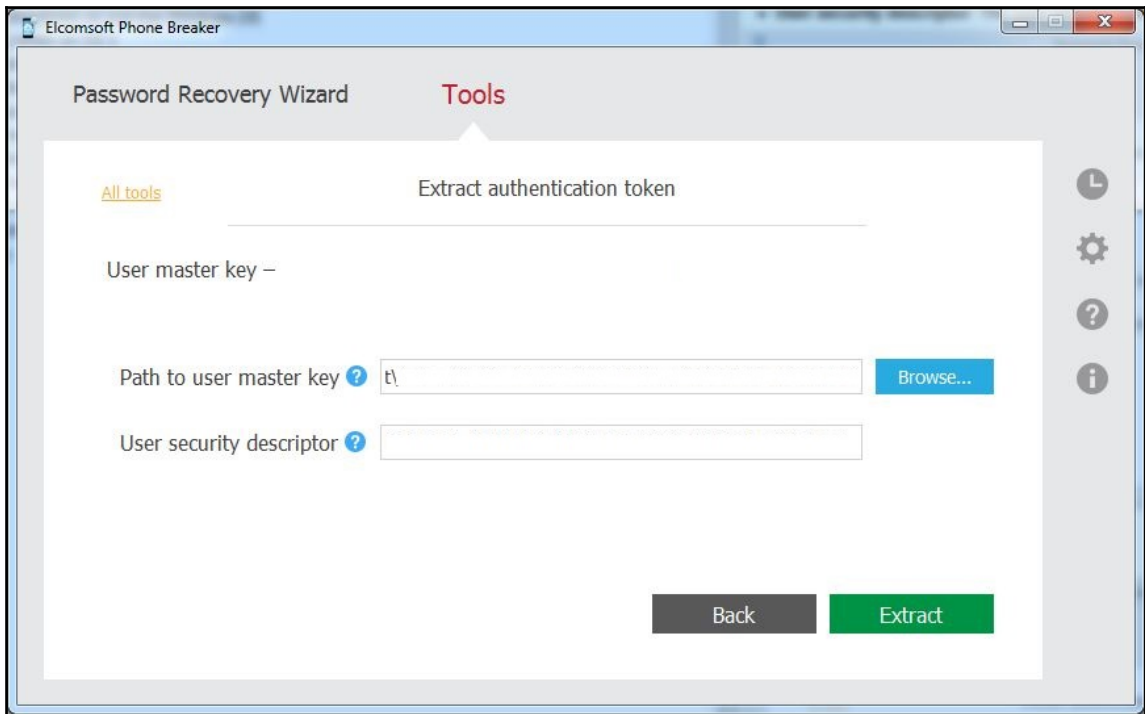 Elcomsoft Phone Breaker
Password Recovery Wizard Tools
All tools
Extract authentication token
User master key –
Path to user master key ? t\ Browse...
User security descriptor ?
Back Extract